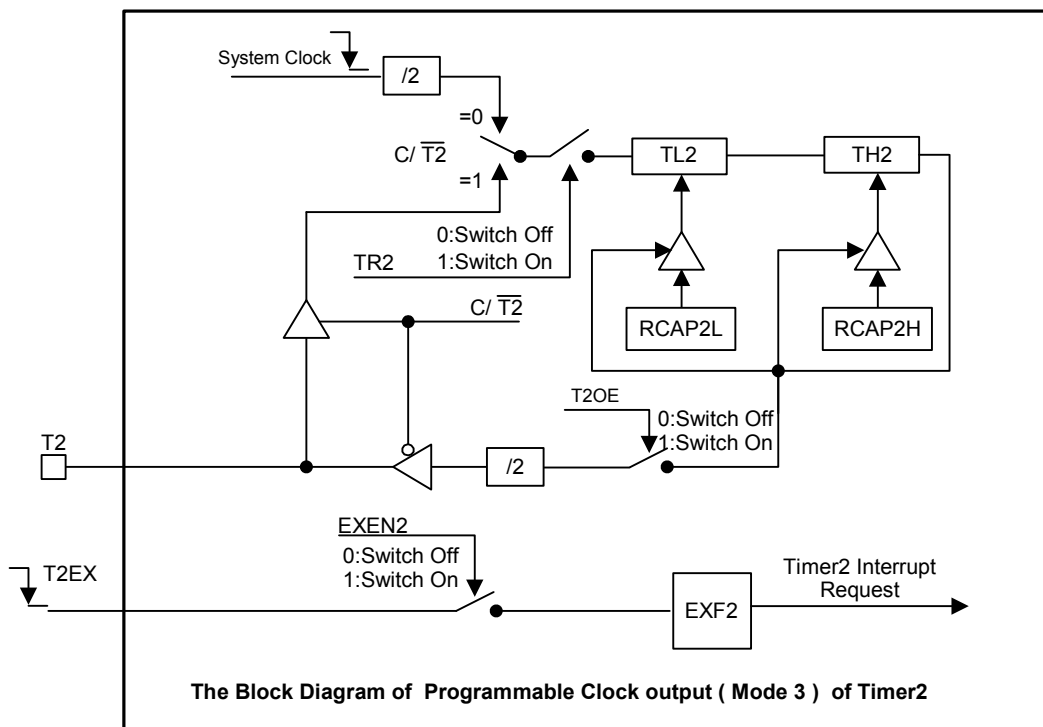 System Clock
/2
=0
C/ T2
=1
TL2
TH2
0:Switch Off
1:Switch On
TR2
C/ T2
RCAP2L
RCAP2H
T2OE
0:Switch Off
1:Switch On
T2
/2
EXEN2
0:Switch Off
1:Switch On
T2EX
EXF2
Timer2 Interrupt
Request
The Block Diagram of Programmable Clock output ( Mode 3 ) of Timer2